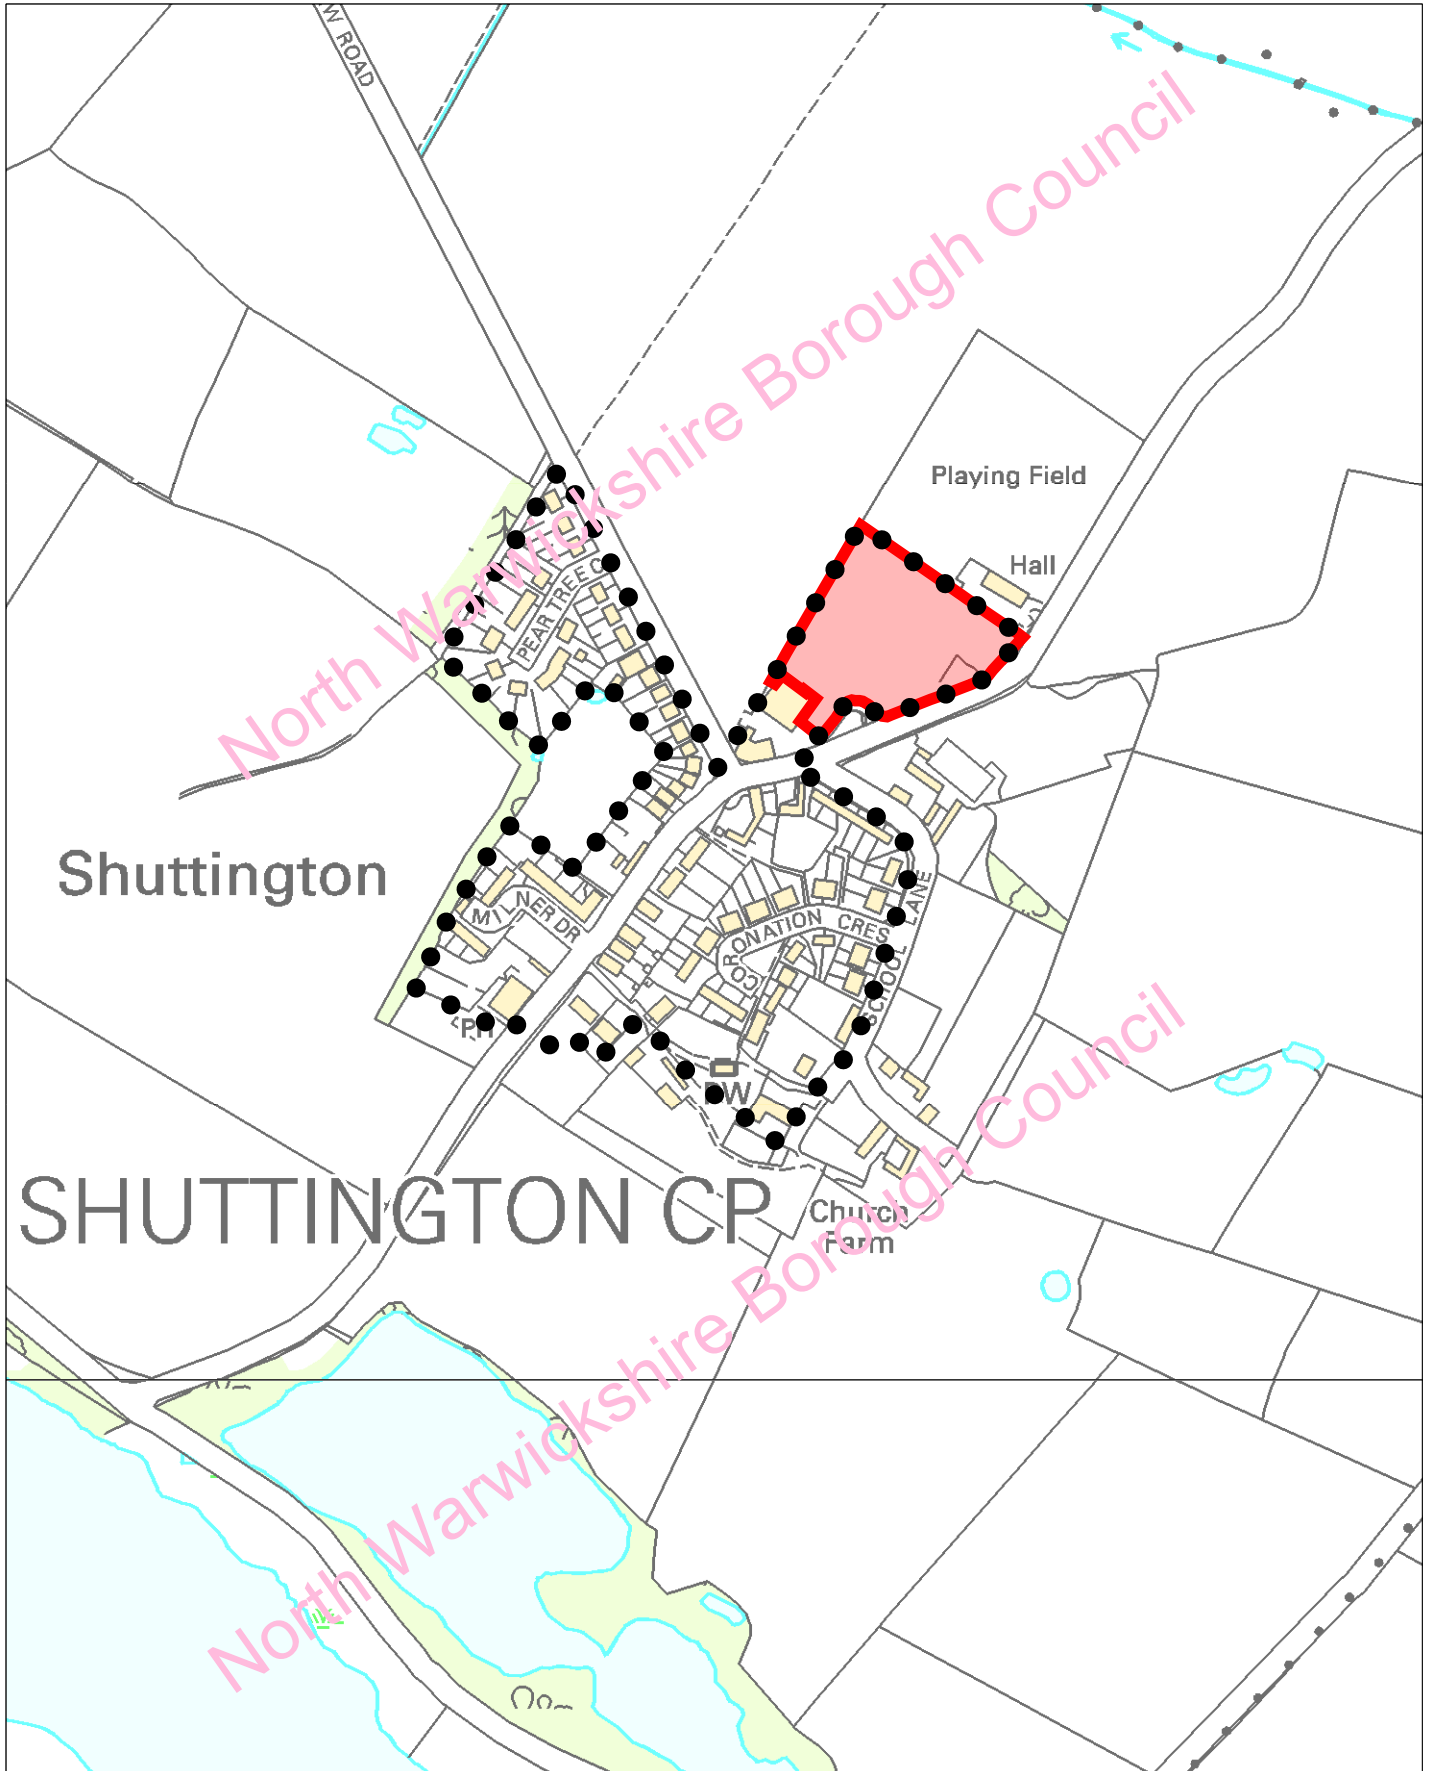 W ROAD
North Warwickshire Borough Council
Playing Field
Hall
PEAR TREE C
Shuttington
MILNER DR
CORONATION CRES
SCHOOL LANE
PH
PW
SHUTTINGTON CP
Church
Farm
North Warwickshire Borough Council